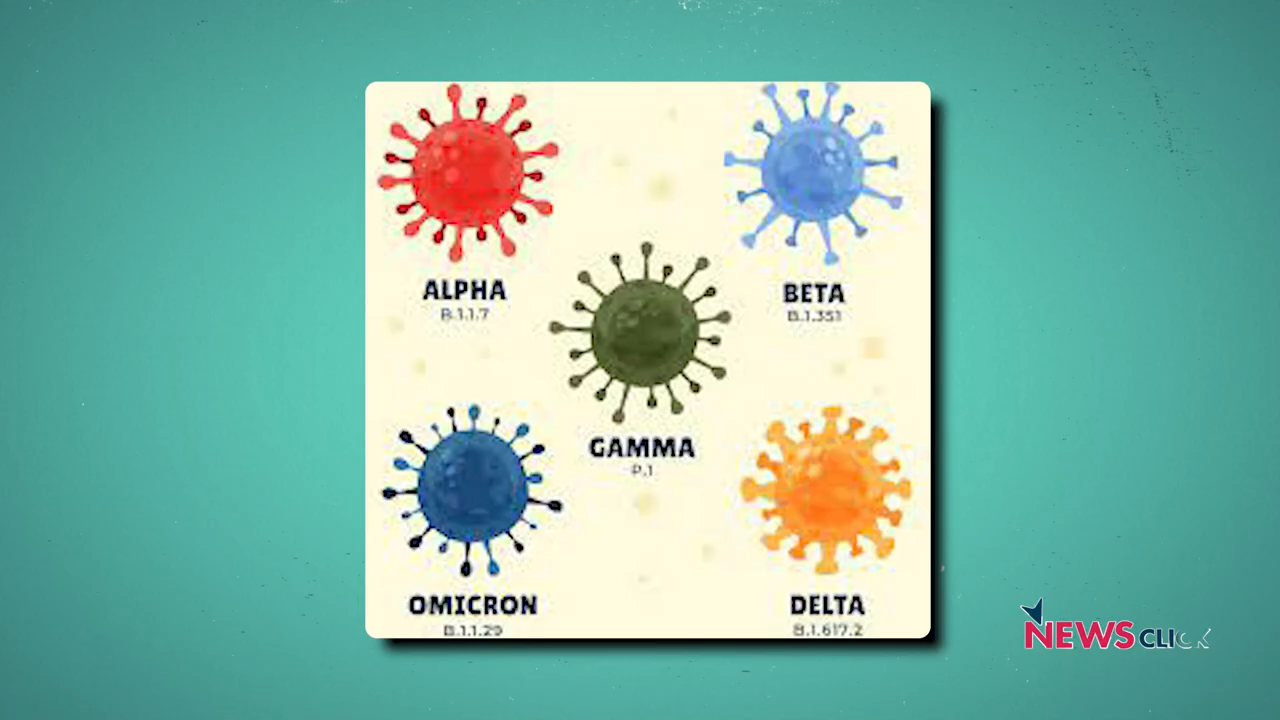 ALPHA
B.1.1.7
BETA
B.1.351
GAMMA
P.1
OMICRON
B.1.1.29
DELTA
B.1.617.2
NEWSCLICK